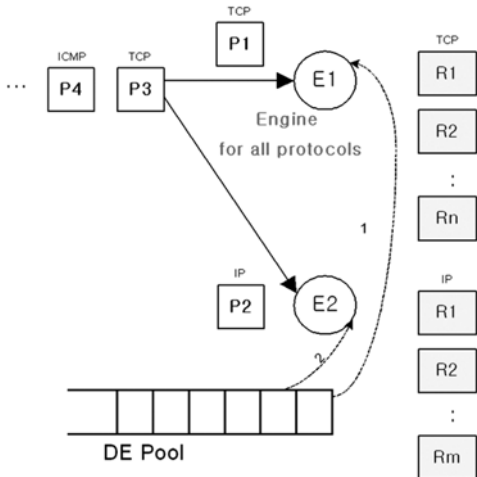 TCP
P1
ICMP
TCP
...
P4
P3
E1
Engine
for all protocols
TCP
R1
R2
:
Rn
1
IP
P2
E2
2
IP
R1
R2
:
Rm
DE Pool